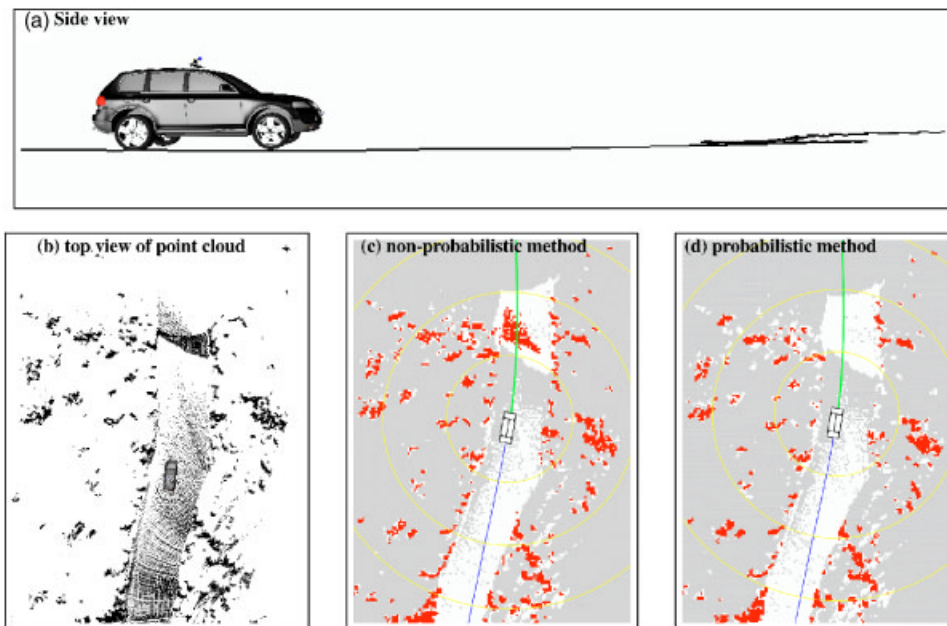 (a) Side view
(b) top view of point cloud
(c) non-probabilistic method
(d) probabilistic method